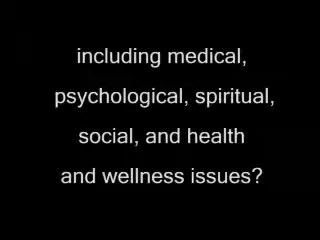 including medical,
psychological, spiritual,
social, and health
and wellness issues?